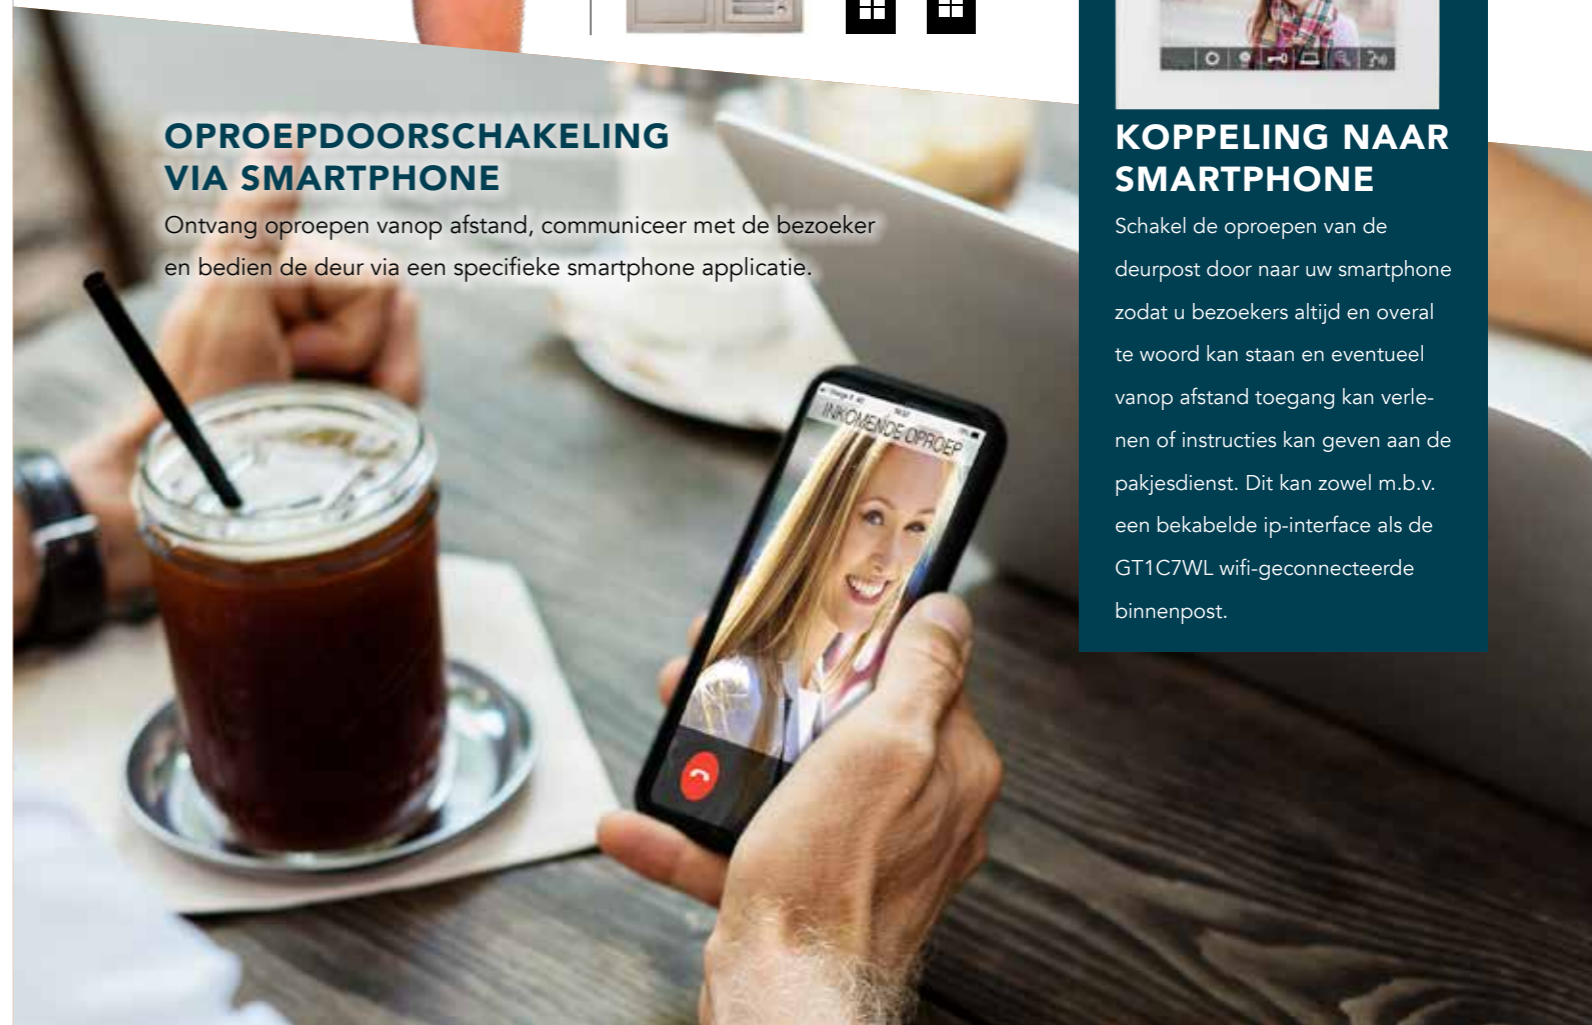 OPROEPDOORSCHAKELING
VIA SMARTPHONE
Ontvang oproepen vanop afstand, communiceer met de bezoeker
en bedien de deur via een specifieke smartphone applicatie.
INKOMENDE OPROEP
KOPPELING NAAR
SMARTPHONE
Schakel de oproepen van de
deurpost door naar uw smartphone
zodat u bezoekers altijd en overal
te woord kan staan en eventueel
vanop afstand toegang kan verle-
nen of instructies kan geven aan de
pakjesdienst. Dit kan zowel m.b.v.
een bekabelde ip-interface als de
GT1C7WL wifi-geconnecteerde
binnenpost.